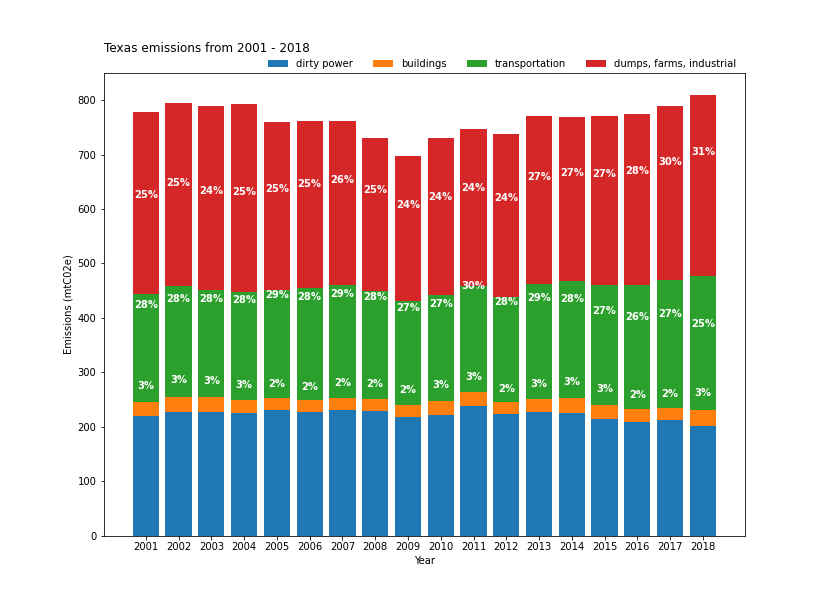 Texas emissions from 2001 - 2018
dirty power buildings transportation dumps, farms, industrial
800
700
600
500
400
300
200
100
0
Emissions (mtC02e)
25% 25% 24% 25% 25% 25% 26% 25% 24% 24% 24% 24% 27% 27% 27% 28% 30% 31%
28% 28% 28% 28% 29% 28% 29% 28% 27% 27% 30% 28% 29% 28% 27% 26% 27% 25%
3% 3% 3% 3% 2% 2% 2% 2% 2% 3% 3% 2% 3% 3% 3% 2% 2% 3%
2001 2002 2003 2004 2005 2006 2007 2008 2009 2010 2011 2012 2013 2014 2015 2016 2017 2018
Year